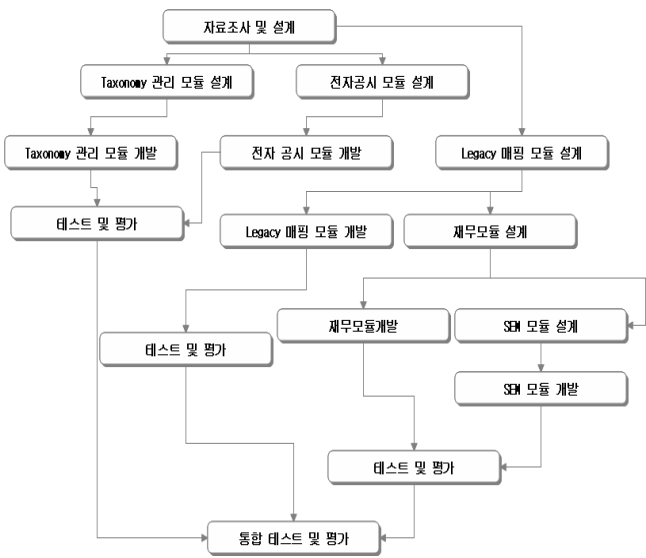 자료조사 및 설계
Taxonomy 관리 모듈 설계
전자공시 모듈 설계
Taxonomy 관리 모듈 개발
전자 공시 모듈 개발
Legacy 매핑 모듈 설계
테스트 및 평가
Legacy 매핑 모듈 개발
재무모듈 설계
재무모듈개발
SEM 모듈 설계
테스트 및 평가
SEM 모듈 개발
테스트 및 평가
통합 테스트 및 평가